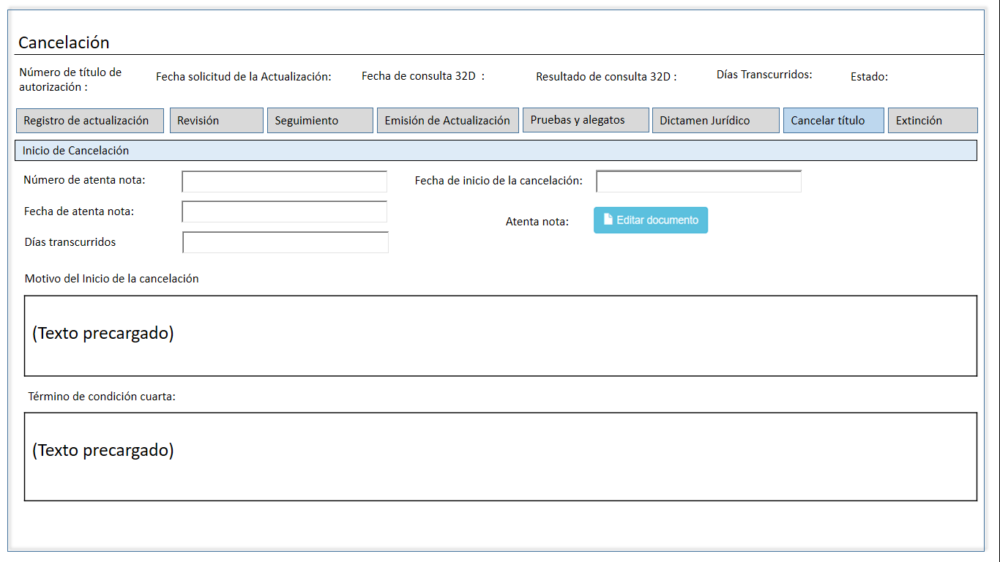 Cancelación
Número de título de
autorización :
Fecha solicitud de la Actualización:
Fecha de consulta 32D :
Resultado de consulta 32D :
Días Transcurridos:
Estado:
Registro de actualización
Revisión
Seguimiento
Emisión de Actualización
Pruebas y alegatos
Dictamen Jurídico
Cancelar título
Extinción
Inicio de Cancelación
Número de atenta nota:
Fecha de inicio de la cancelación:
Fecha de atenta nota:
Atenta nota:
Editar documento
Días transcurridos
Motivo del Inicio de la cancelación
(Texto precargado)
Término de condición cuarta:
(Texto precargado)